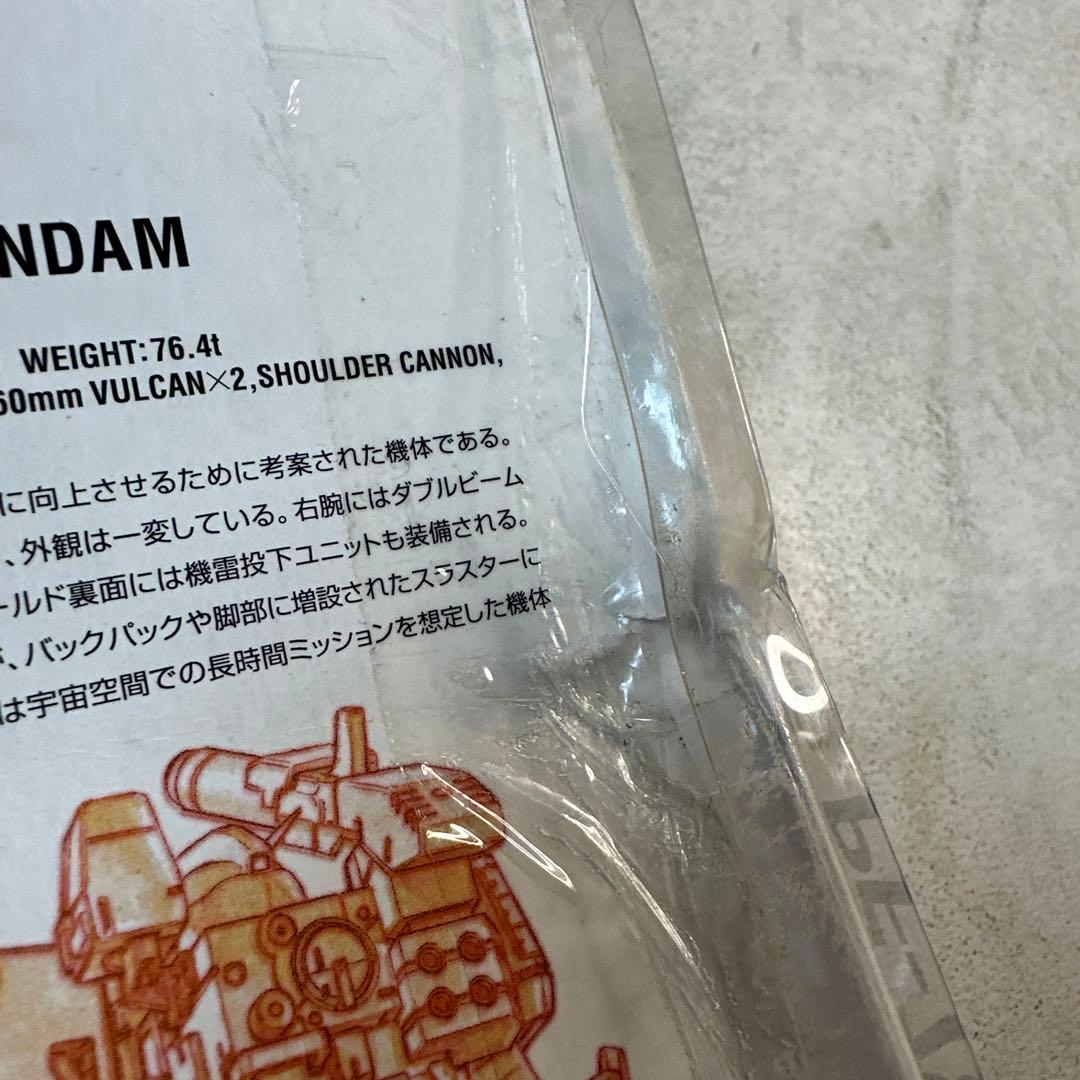 NDAM
WEIGHT:76.4t
60mm VULCAN×2,SHOULDER CANNON,
に向上させるために考案された機体である。
、外観は一変している。右腕にはダブルビーム
ールド裏面には機雷投下ユニットも装備される。
、バックパックや脚部に増設されたスラスターに
は宇宙空間での長時間ミッションを想定した機体